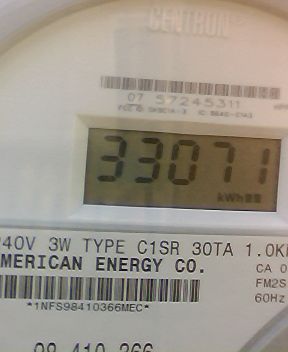 CENTRON
07 57245311
33071
kWh
240V 3W TYPE C1SR 30TA 1.0K
MERICAN ENERGY CO.
CA 0
FM2S
60Hz
*1NFS98410366MEC*
98 410 366